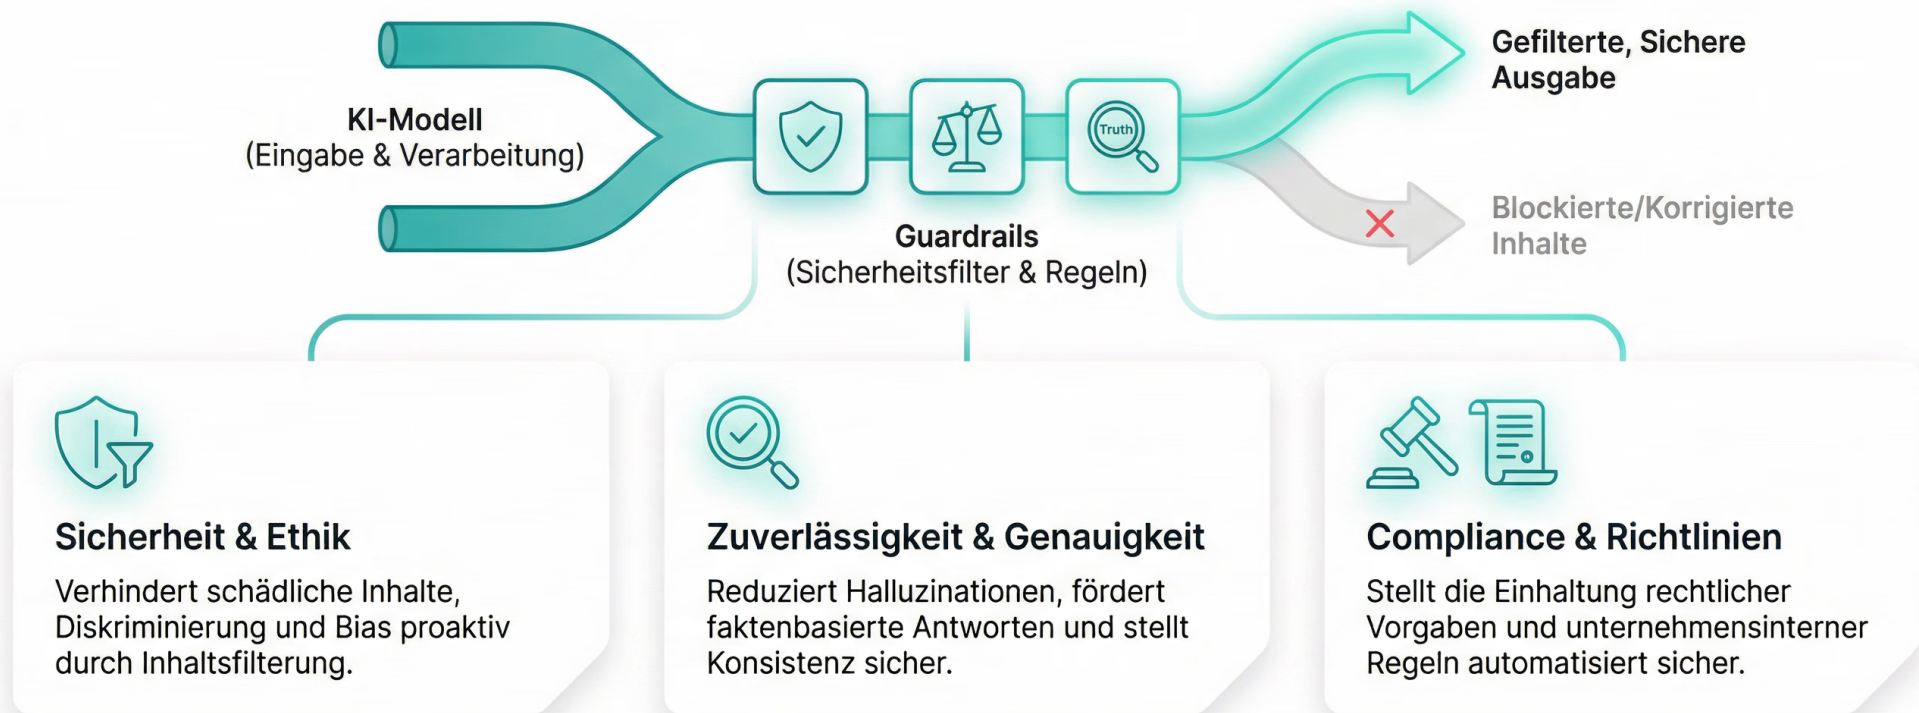 KI-Modell
(Eingabe & Verarbeitung)
Truth
Gefilterte, Sichere
Ausgabe
Blockierte/Korrigierte
Inhalte
Guardrails
(Sicherheitsfilter & Regeln)
Sicherheit & Ethik
Verhindert schädliche Inhalte,
Diskriminierung und Bias proaktiv
durch Inhaltsfilterung.
Zuverlässigkeit & Genauigkeit
Reduziert Halluzinationen, fördert
faktenbasierte Antworten und stellt
Konsistenz sicher.
Compliance & Richtlinien
Stellt die Einhaltung rechtlicher
Vorgaben und unternehmensinterner
Regeln automatisiert sicher.